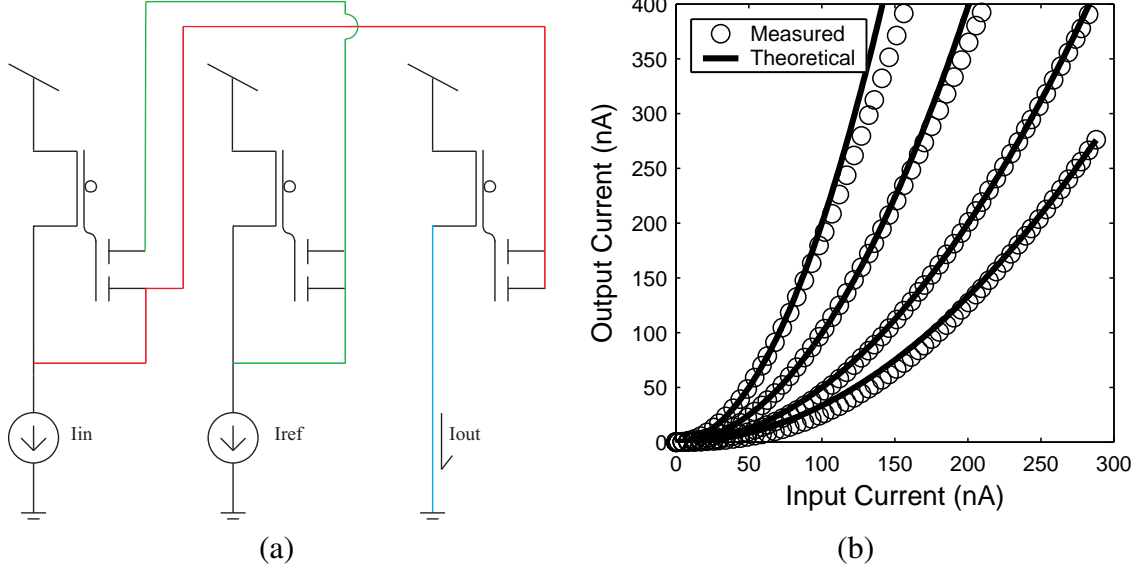 Iin
Iref
Iout
(a)
Measured
Theoretical
Output Current (nA)
400
350
300
250
200
150
100
50
0
0 50 100 150 200 250 300
Input Current (nA)
(b)